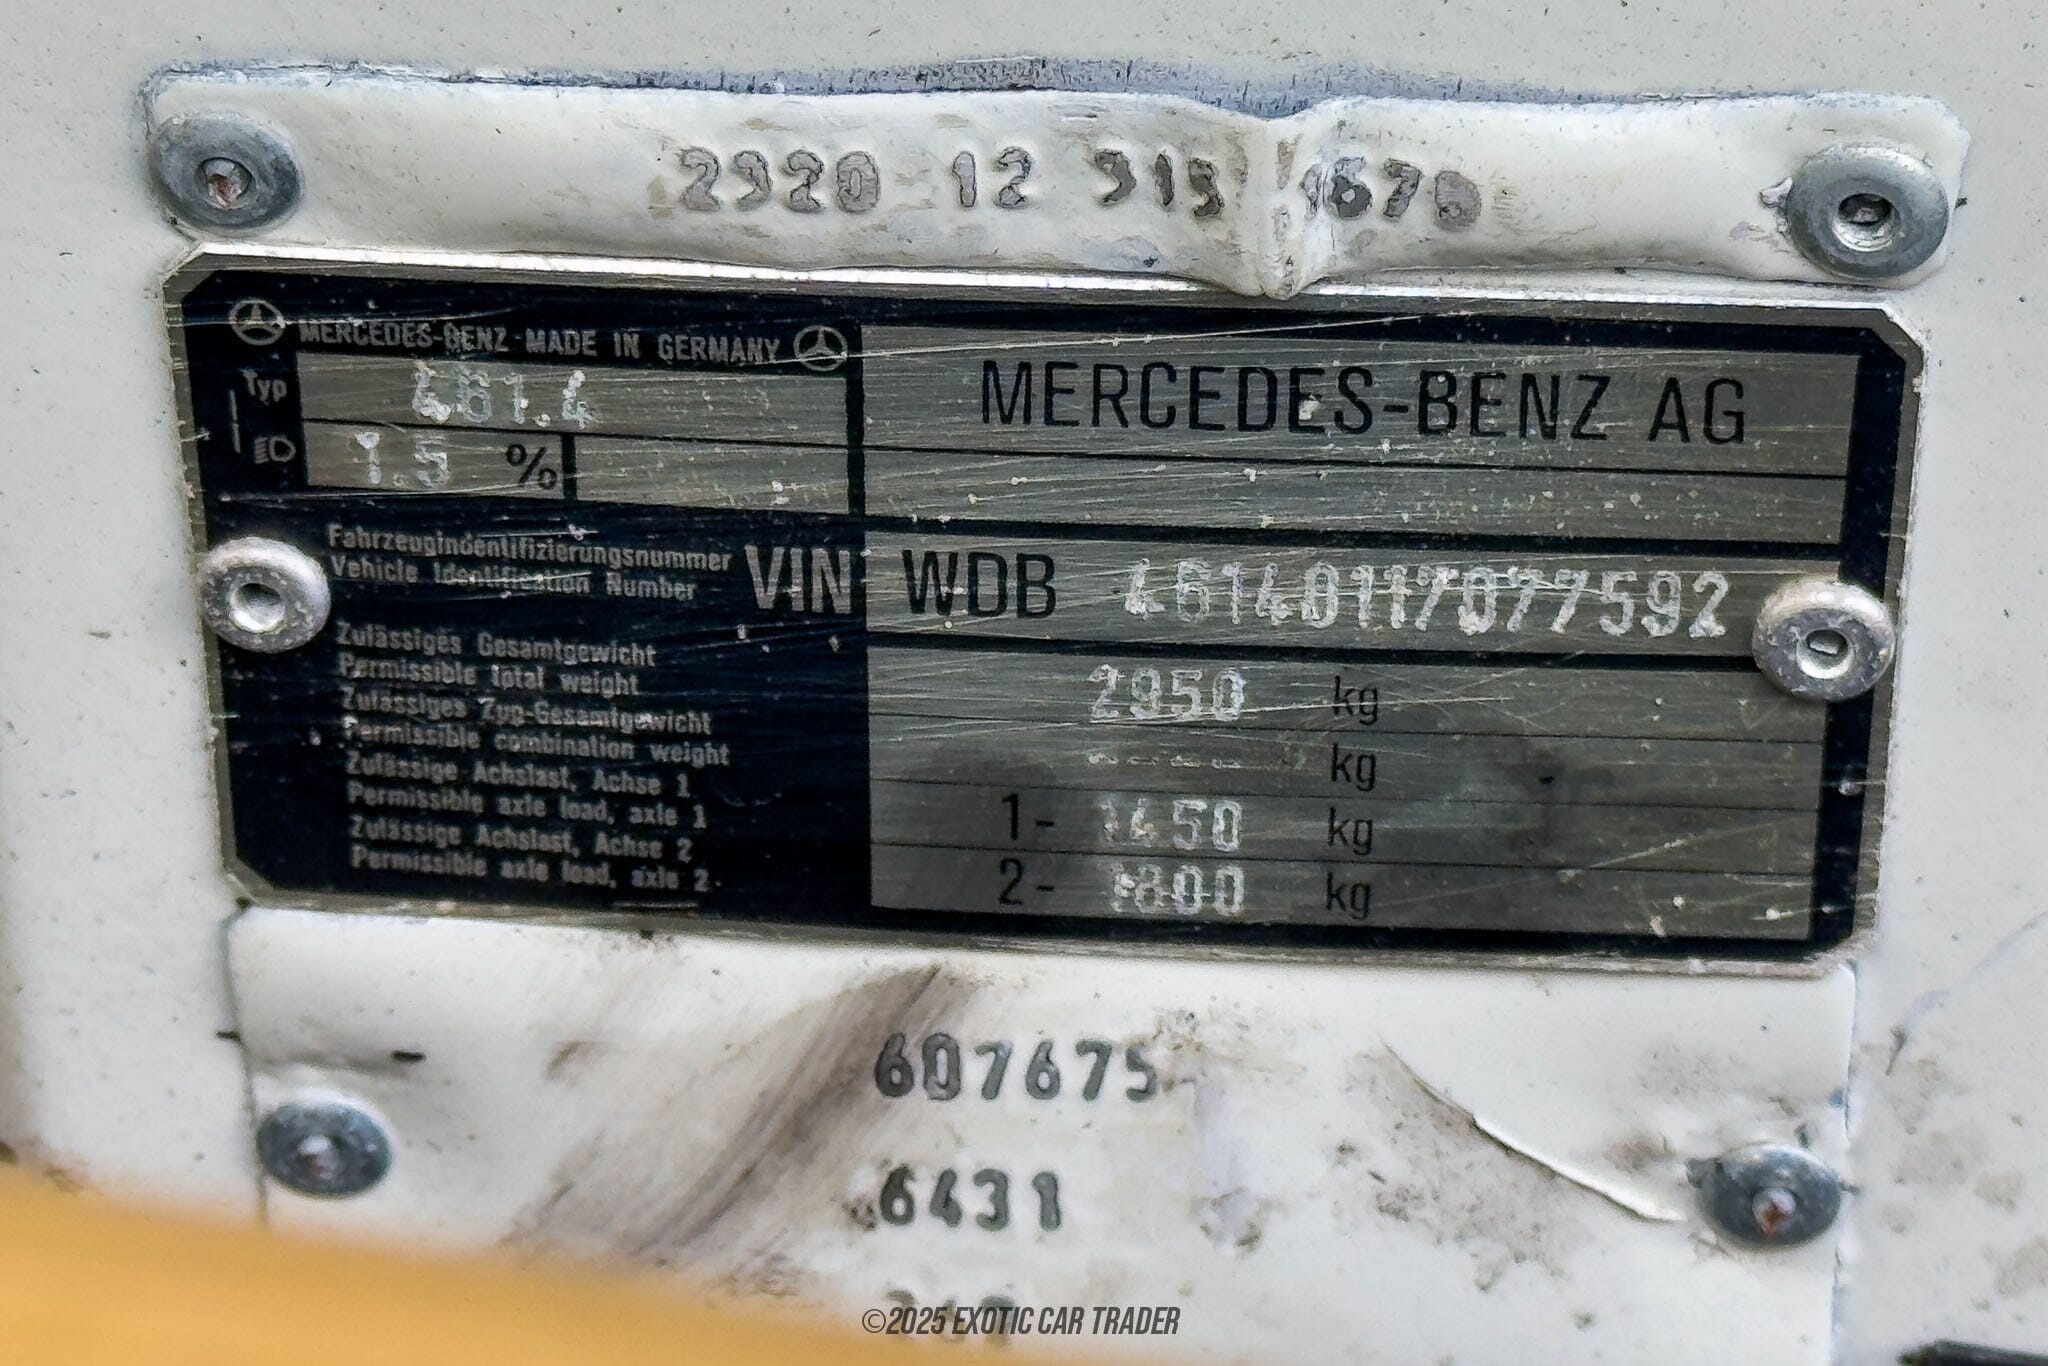 2920 12 915 1676
MERCEDES-BENZ MADE IN GERMANY
Typ 461.4
1.5 %
MERCEDES-BENZ AG
Fahrzeugindentifizierungsnummer
Vehicle Identification Number
VIN WDB 46140117077592
Zulässiges Gesamtgewicht
Permissible total weight
2950 kg
Zulässiges Zug-Gesamtgewicht
Permissible combination weight
------ kg
Zulässige Achslast, Achse 1
Permissible axle load, axle 1
1- 1450 kg
Zulässige Achslast, Achse 2
Permissible axle load, axle 2
2- 1800 kg
607675
6431
©2025 EXOTIC CAR TRADER